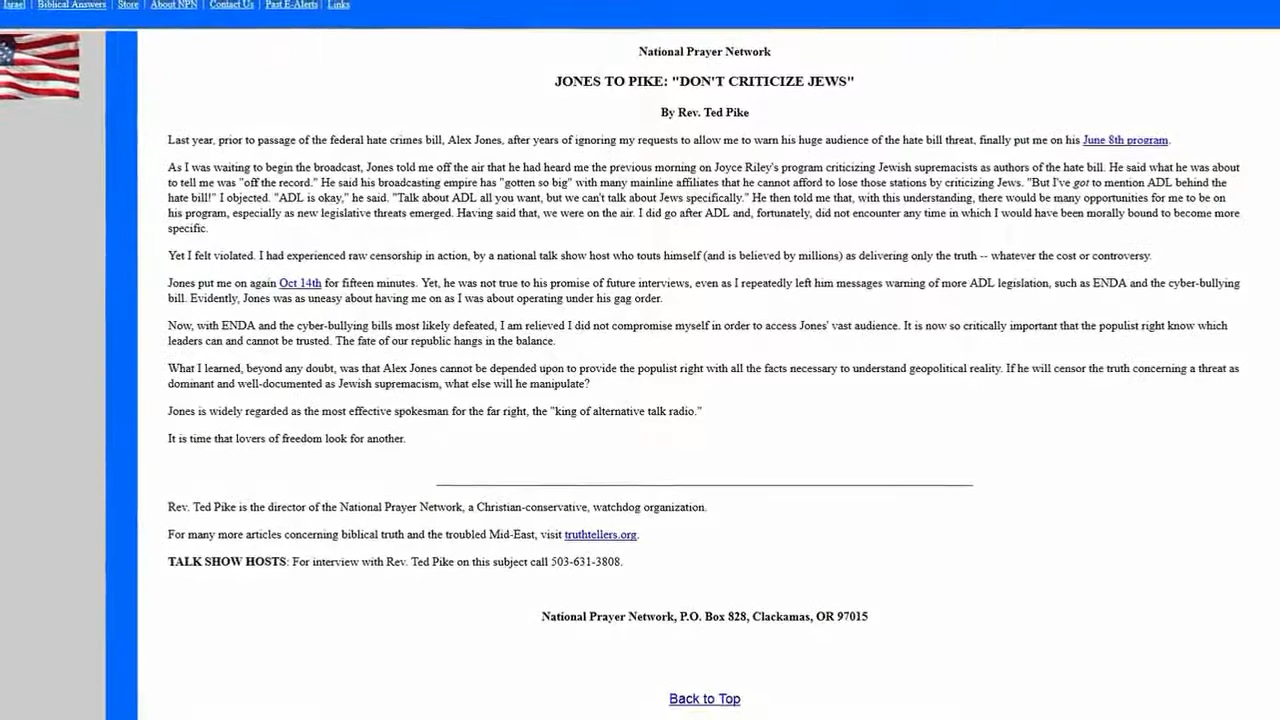 Israel | Biblical Answers | Store | About NPN | Contact Us | Past E-Alerts | Links
National Prayer Network
JONES TO PIKE: "DON'T CRITICIZE JEWS"
By Rev. Ted Pike
Last year, prior to passage of the federal hate crimes bill, Alex Jones, after years of ignoring my requests to allow me to warn his huge audience of the hate bill threat, finally put me on his June 8th program.
As I was waiting to begin the broadcast, Jones told me off the air that he had heard me the previous morning on Joyce Riley's program criticizing Jewish supremacists as authors of the hate bill. He said what he was about
to tell me was "off the record." He said his broadcasting empire has "gotten so big" with many mainline affiliates that he cannot afford to lose those stations by criticizing Jews. "But I've got to mention ADL behind the
hate bill!" I objected. "ADL is okay," he said. "Talk about ADL all you want, but we can't talk about Jews specifically." He then told me that, with this understanding, there would be many opportunities for me to be on
his program, especially as new legislative threats emerged. Having said that, we were on the air. I did go after ADL and, fortunately, did not encounter any time in which I would have been morally bound to become more
specific.
Yet I felt violated. I had experienced raw censorship in action, by a national talk show host who touts himself (and is believed by millions) as delivering only the truth -- whatever the cost or controversy.
Jones put me on again Oct 14th for fifteen minutes. Yet, he was not true to his promise of future interviews, even as I repeatedly left him messages warning of more ADL legislation, such as ENDA and the cyber-bullying
bill. Evidently, Jones was as uneasy about having me on as I was about operating under his gag order.
Now, with ENDA and the cyber-bullying bills most likely defeated, I am relieved I did not compromise myself in order to access Jones' vast audience. It is now so critically important that the populist right know which
leaders can and cannot be trusted. The fate of our republic hangs in the balance.
What I learned, beyond any doubt, was that Alex Jones cannot be depended upon to provide the populist right with all the facts necessary to understand geopolitical reality. If he will censor the truth concerning a threat as
dominant and well-documented as Jewish supremacism, what else will he manipulate?
Jones is widely regarded as the most effective spokesman for the far right, the "king of alternative talk radio."
It is time that lovers of freedom look for another.
Rev. Ted Pike is the director of the National Prayer Network, a Christian-conservative, watchdog organization.
For many more articles concerning biblical truth and the troubled Mid-East, visit truthtellers.org.
TALK SHOW HOSTS: For interview with Rev. Ted Pike on this subject call 503-631-3808.
National Prayer Network, P.O. Box 828, Clackamas, OR 97015
Back to Top